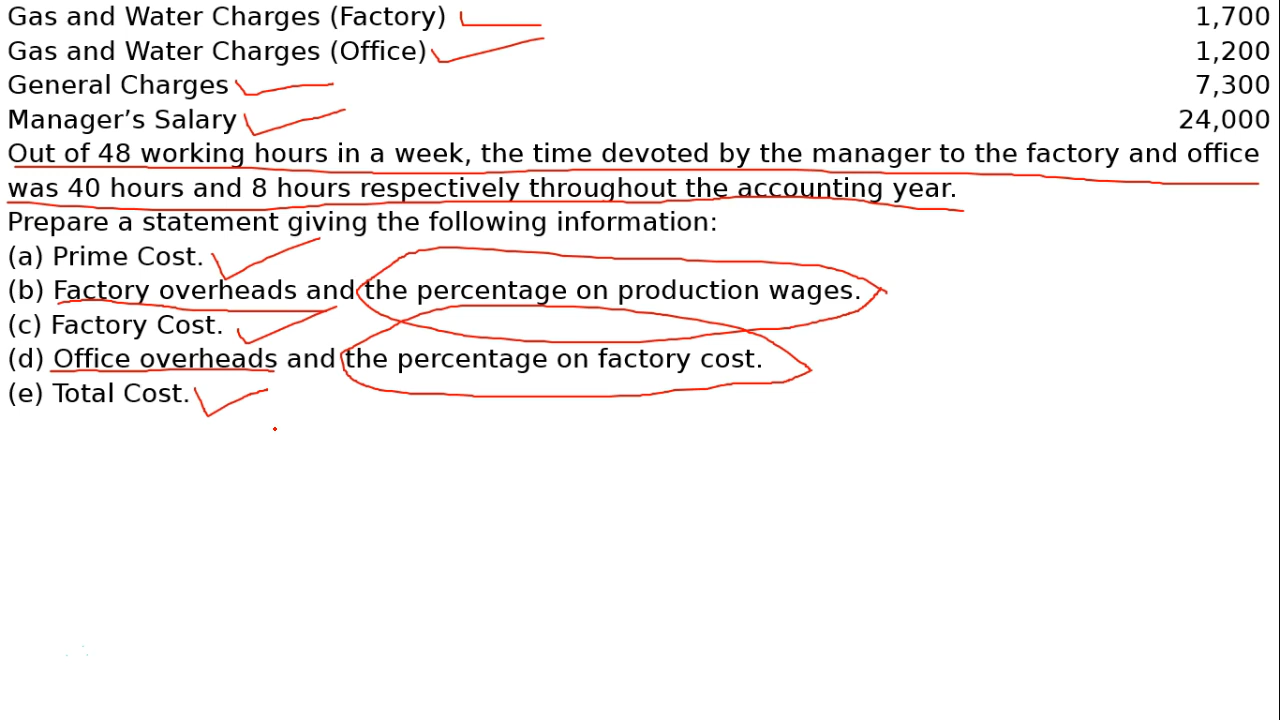 Gas and Water Charges (Factory) 1,700
Gas and Water Charges (Office) 1,200
General Charges 7,300
Manager’s Salary 24,000
Out of 48 working hours in a week, the time devoted by the manager to the factory and office
was 40 hours and 8 hours respectively throughout the accounting year.
Prepare a statement giving the following information:
(a) Prime Cost.
(b) Factory overheads and the percentage on production wages.
(c) Factory Cost.
(d) Office overheads and the percentage on factory cost.
(e) Total Cost.